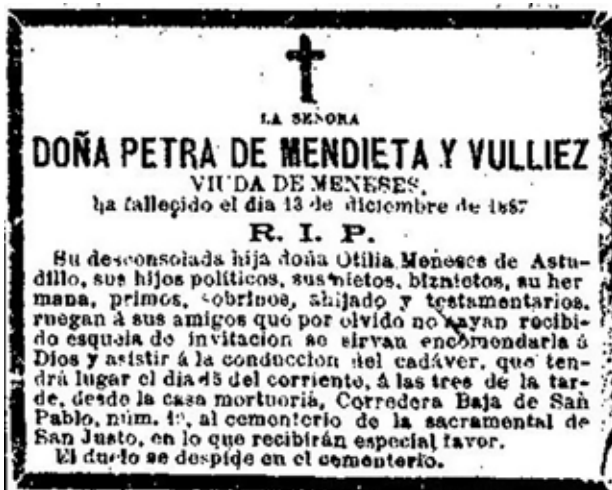 LA SEÑORA
DOÑA PETRA DE MENDIETA Y VULLIEZ
VIUDA DE MENESES,
ha fallecido el dia 13 de diciembre de 1887
R. I. P.
Su desconsolada hija doña Otilia Meneses de Astu-
dillo, sus hijos políticos, sus nietos, biznietos, su her
mana, primos, sobrinos, ahijado y testamentarios,
ruegan á sus amigos que por olvido no hayan recibi-
do esquela de invitacion se sirvan encomendarla á
Dios y asistir á la conduccion del cadáver, que ten-
drá lugar el dia 15 del corriente, á las tres de la tar-
de, desde la casa mortuoria, Corredera Baja de San
Pablo, núm. al cementerio de la sacramental de
San Justo, en lo que recibirán especial favor.
El duelo se despide en el cementerio.